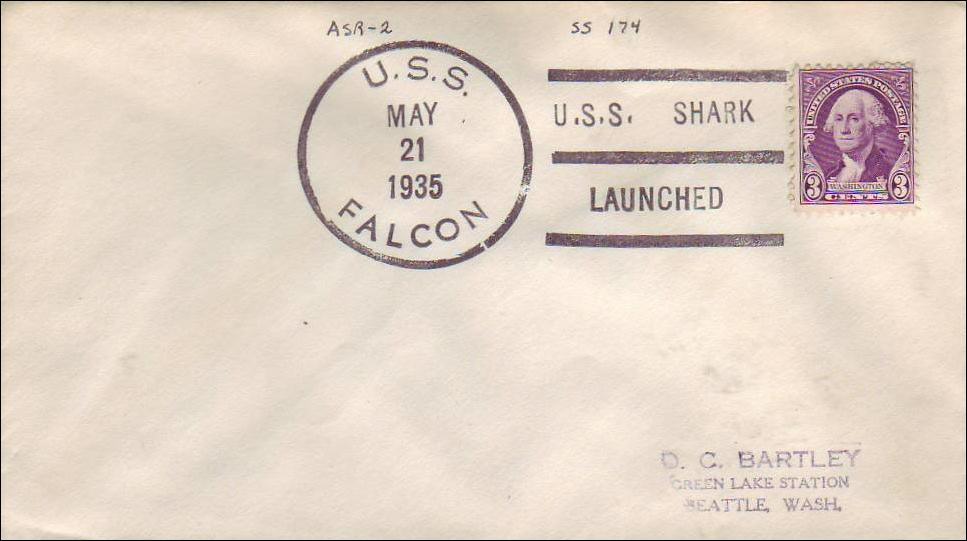 ASR-2
SS 174
U.S.S.
MAY
21
1935
FALCON
U.S.S. SHARK
LAUNCHED
UNITED STATES POSTAGE
3 WASHINGTON 3
CENTS
D. C. BARTLEY
GREEN LAKE STATION
SEATTLE, WASH.